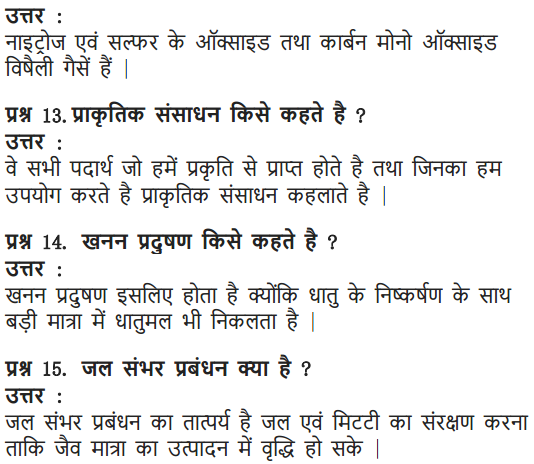 उत्तर :
नाइट्रोज एवं सल्फर के ऑक्साइड तथा कार्बन मोनो ऑक्साइड
विषैली गैसें हैं |
प्रश्न 13. प्राकृतिक संसाधन किसे कहते है ?
उत्तर :
वे सभी पदार्थ जो हमें प्रकृति से प्राप्त होते है तथा जिनका हम
उपयोग करते है प्राकृतिक संसाधन कहलाते है |
प्रश्न 14. खनन प्रदुषण किसे कहते है ?
उत्तर :
खनन प्रदुषण इसलिए होता है क्योंकि धातु के निष्कर्षण के साथ
बड़ी मात्रा में धातुमल भी निकलता है |
प्रश्न 15. जल संभर प्रबंधन क्या है ?
उत्तर :
जल संभर प्रबंधन का तात्पर्य है जल एवं मिटटी का संरक्षण करना
ताकि जैव मात्रा का उत्पादन में वृद्धि हो सके |